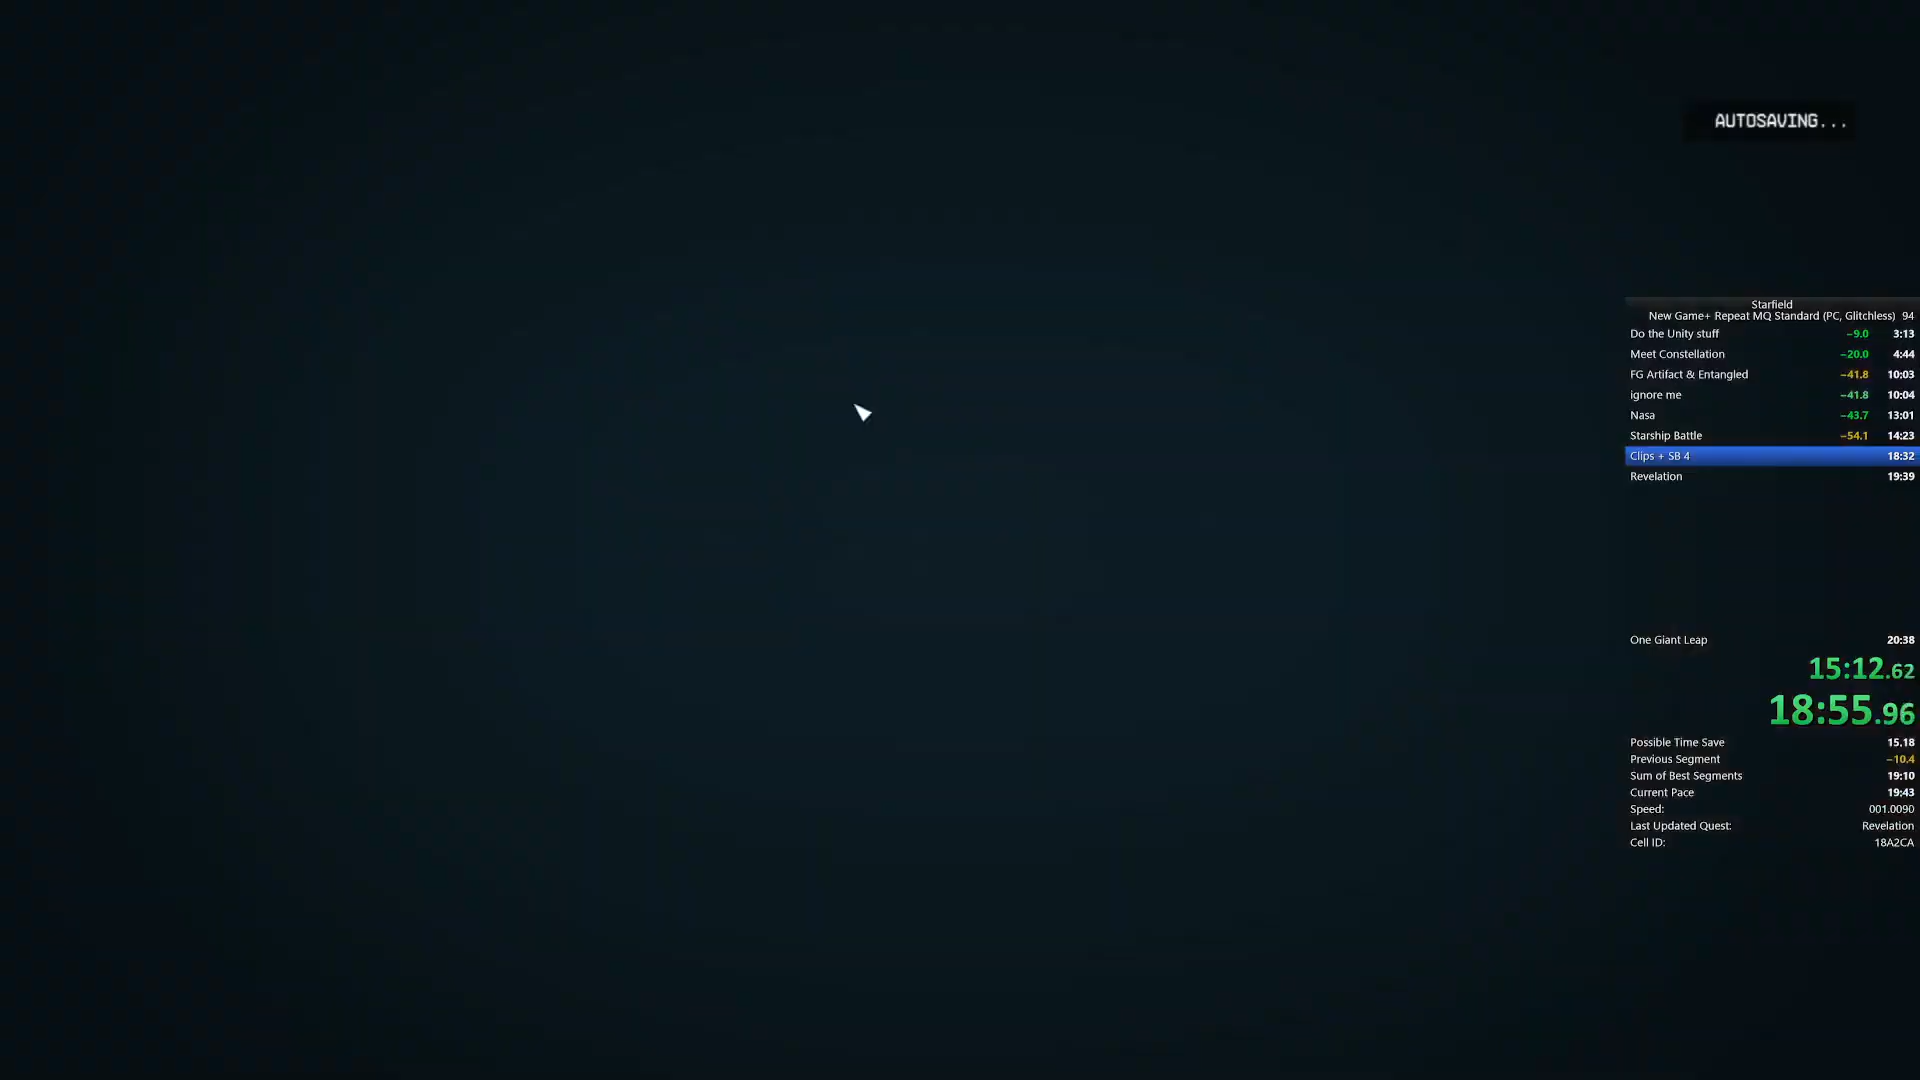 AUTOSAVING...
Starfield
New Game+ Repeat MQ Standard (PC, Glitchless) 94
Do the Unity stuff −9.0 3:13
Meet Constellation −20.0 4:44
FG Artifact & Entangled −41.8 10:03
ignore me −41.8 10:04
Nasa −43.7 13:01
Starship Battle −54.1 14:23
Clips + SB 4 18:32
Revelation 19:39
One Giant Leap 20:38
15:12.62
18:55.96
Possible Time Save 15.18
Previous Segment −10.4
Sum of Best Segments 19:10
Current Pace 19:43
Speed: 001.0090
Last Updated Quest: Revelation
Cell ID: 18A2CA